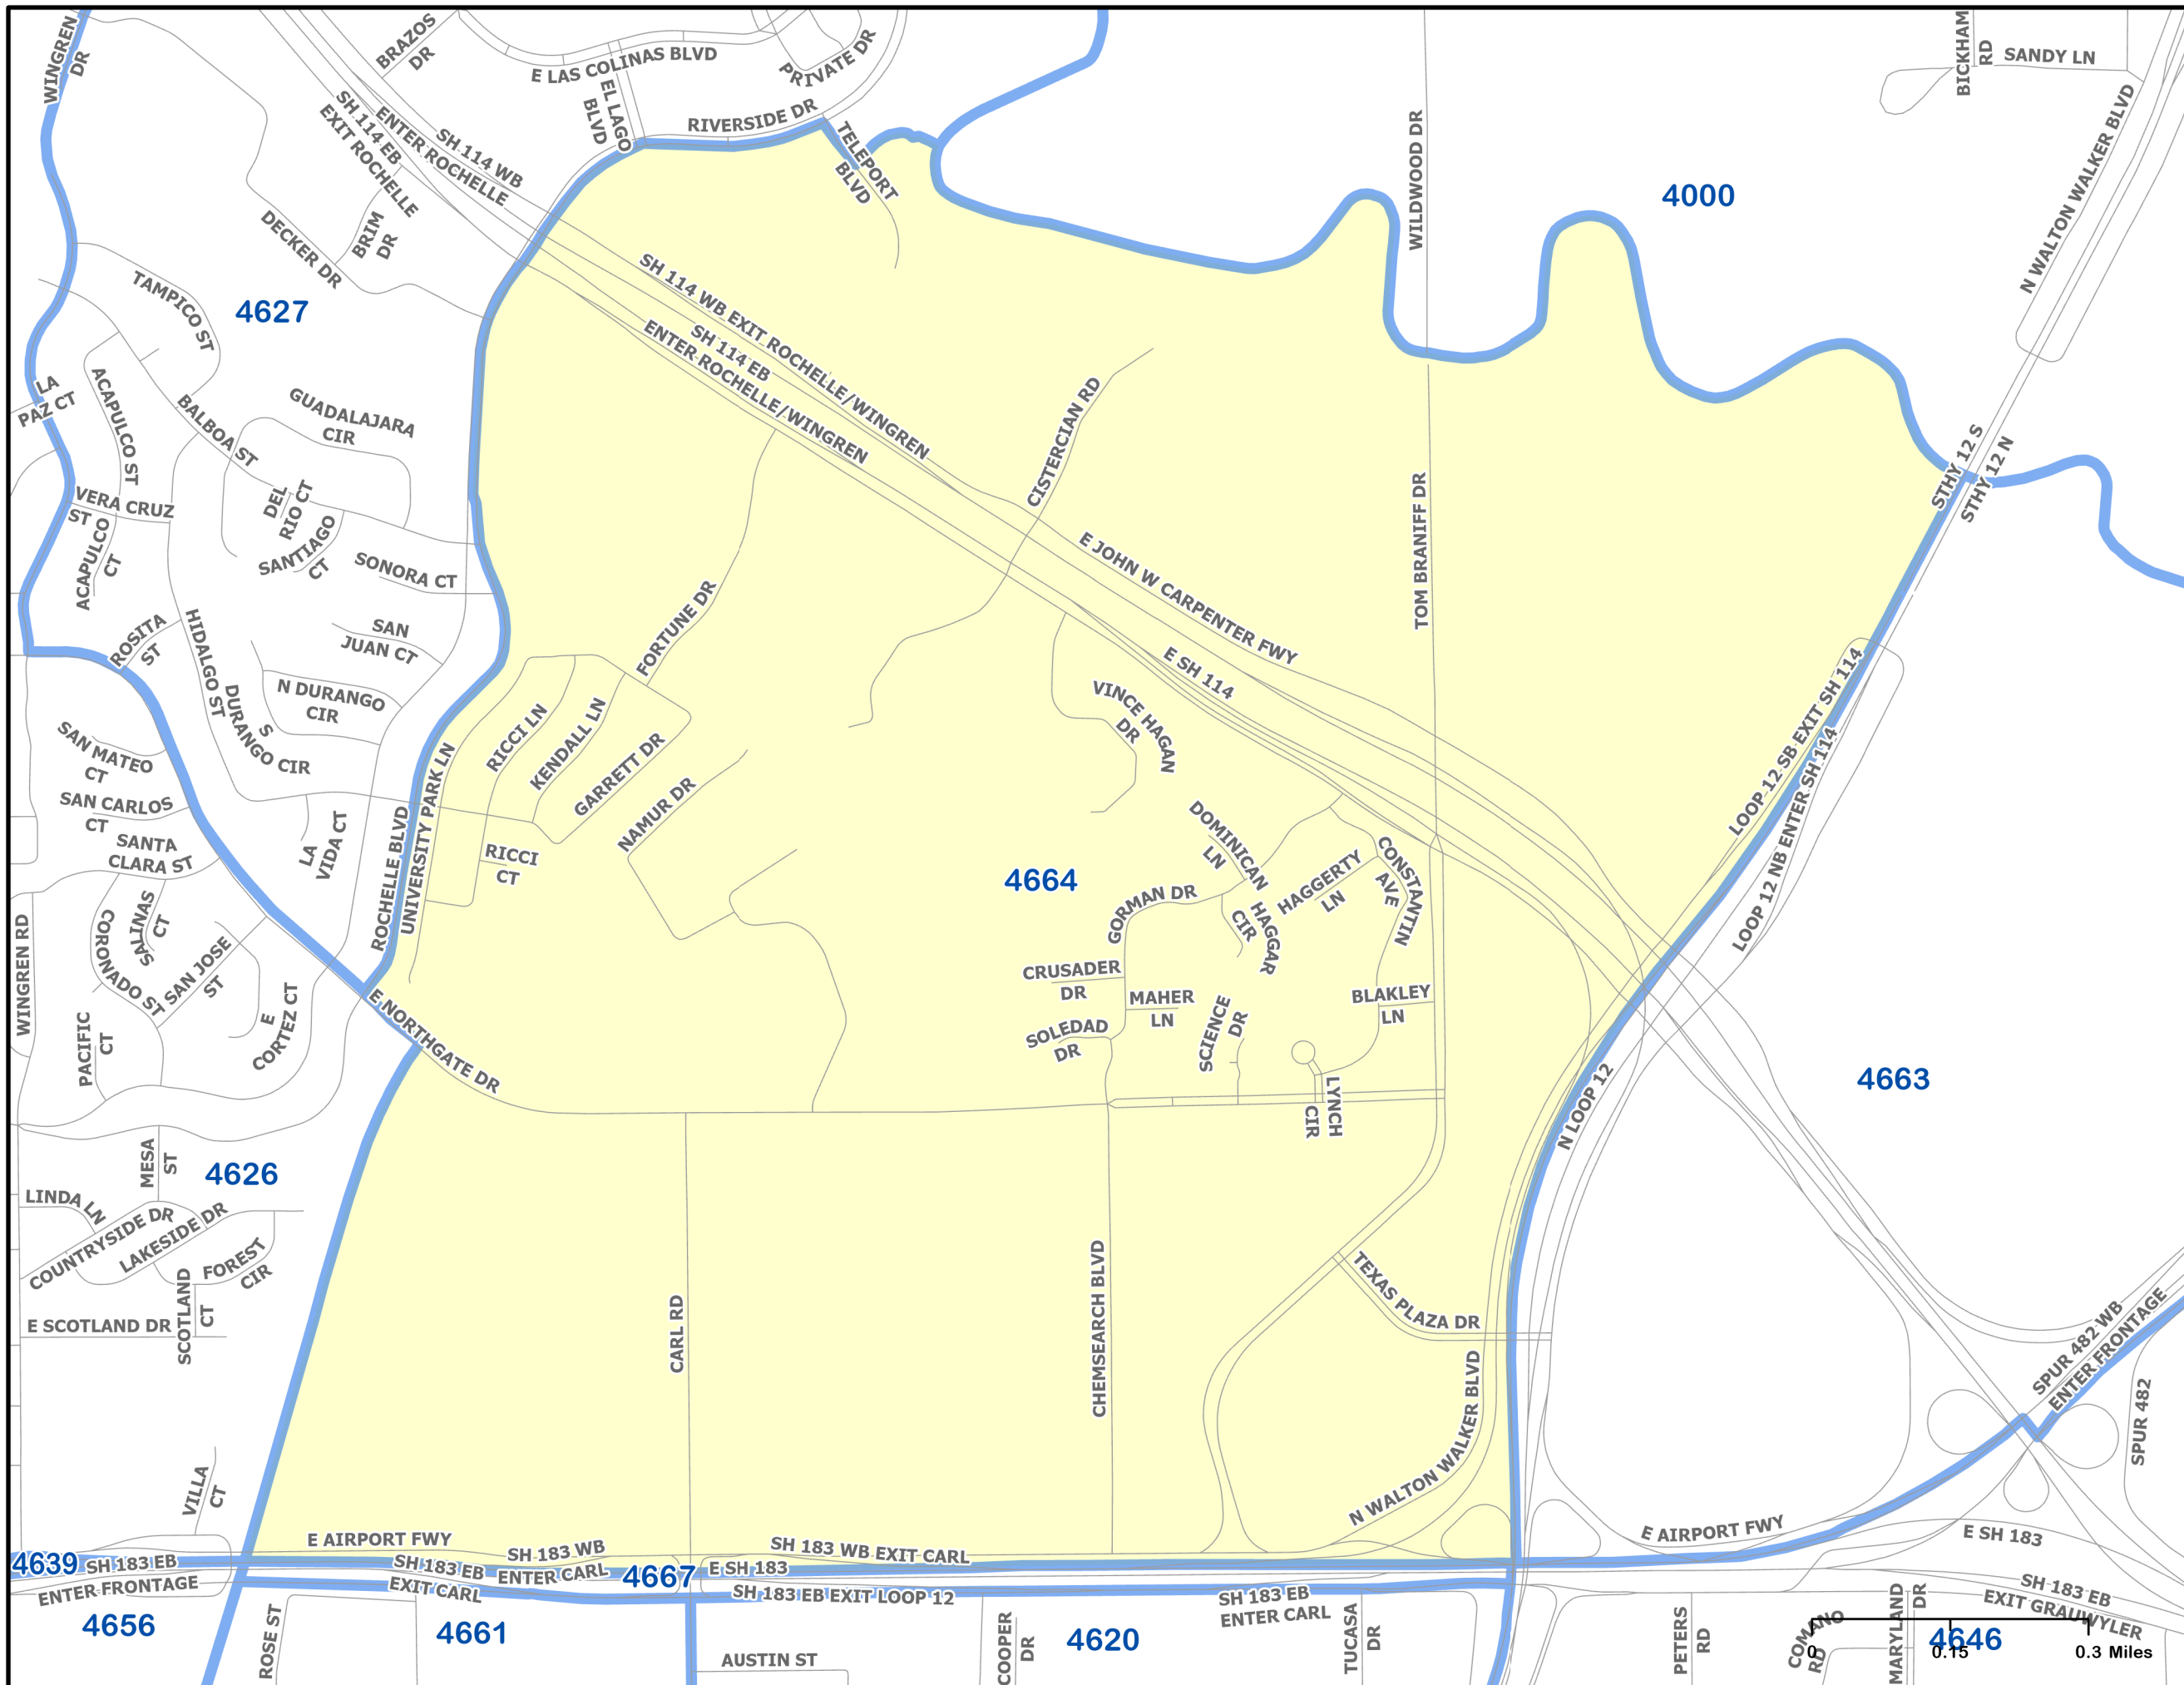 WINGREN
DR
BRAZOS
DR
E LAS COLINAS BLVD
PRIVATE DR
EL LAGO
BLVD
RIVERSIDE DR
TELEPORT
BLVD
SH 114 EB
EXIT ROCHELLE
ENTER ROCHELLE
SH 114 WB
WILDWOOD DR
4000
BICKHAM
RD
SANDY LN
N WALTON WALKER BLVD
DECKER DR
BRIM
DR
TAMPICO ST
4627
SH 114 WB EXIT ROCHELLE/WINGREN
SH 114 EB
ENTER ROCHELLE/WINGREN
LA
PAZ CT
ACAPULCO ST
BALBOA ST
GUADALAJARA
CIR
CISTERCIAN RD
TOM BRANIFF DR
STHY 12 S
STHY 12 N
VERA CRUZ
ST
DEL
RIO CT
SANTIAGO
CT
ACAPULCO
CT
SONORA CT
E JOHN W CARPENTER FWY
E SH 114
FORTUNE DR
ROSITA
ST
HIDALGO ST
SAN
JUAN CT
N DURANGO
CIR
S
DURANGO CIR
SAN MATEO
CT
SAN CARLOS
CT
SANTA
CLARA ST
LA
VIDA CT
RICCI LN
KENDALL LN
GARRETT DR
NAMUR DR
RICCI
CT
VINCE HAGAN
DR
LOOP 12 SB EXIT SH 114
LOOP 12 NB ENTER SH 114
ROCHELLE BLVD
UNIVERSITY PARK LN
4664
DOMINICAN
LN
HAGGERTY
LN
CONSTANTIN
AVE
GORMAN DR
HAGGAR
CIR
WINGREN RD
CORONADO ST
SALINAS
CT
SAN JOSE
ST
E
CORTEZ CT
PACIFIC
CT
CRUSADER
DR
MAHER
LN
SOLEDAD
DR
SCIENCE
DR
BLAKLEY
LN
LYNCH
CIR
E NORTHGATE DR
N LOOP 12
4663
MESA
ST
4626
LINDA LN
COUNTRYSIDE DR
LAKESIDE DR
FOREST
CIR
SCOTLAND
CT
E SCOTLAND DR
CARL RD
CHEMSEARCH BLVD
TEXAS PLAZA DR
N WALTON WALKER BLVD
SPUR 482 WB
ENTER FRONTAGE
SPUR 482
VILLA
CT
E AIRPORT FWY
SH 183 WB
ENTER CARL
SH 183 WB EXIT CARL
E AIRPORT FWY
E SH 183
4639
SH 183 EB
ENTER FRONTAGE
SH 183 EB
EXIT CARL
4667
E SH 183
SH 183 EB EXIT LOOP 12
SH 183 EB
ENTER CARL
SH 183 EB
EXIT GRAUWYLER
4656
ROSE ST
4661
AUSTIN ST
COOPER
DR
4620
TUCASA
DR
PETERS
RD
COMANO
RD
MARYLAND
DR
4646
0
0.15
0.3 Miles